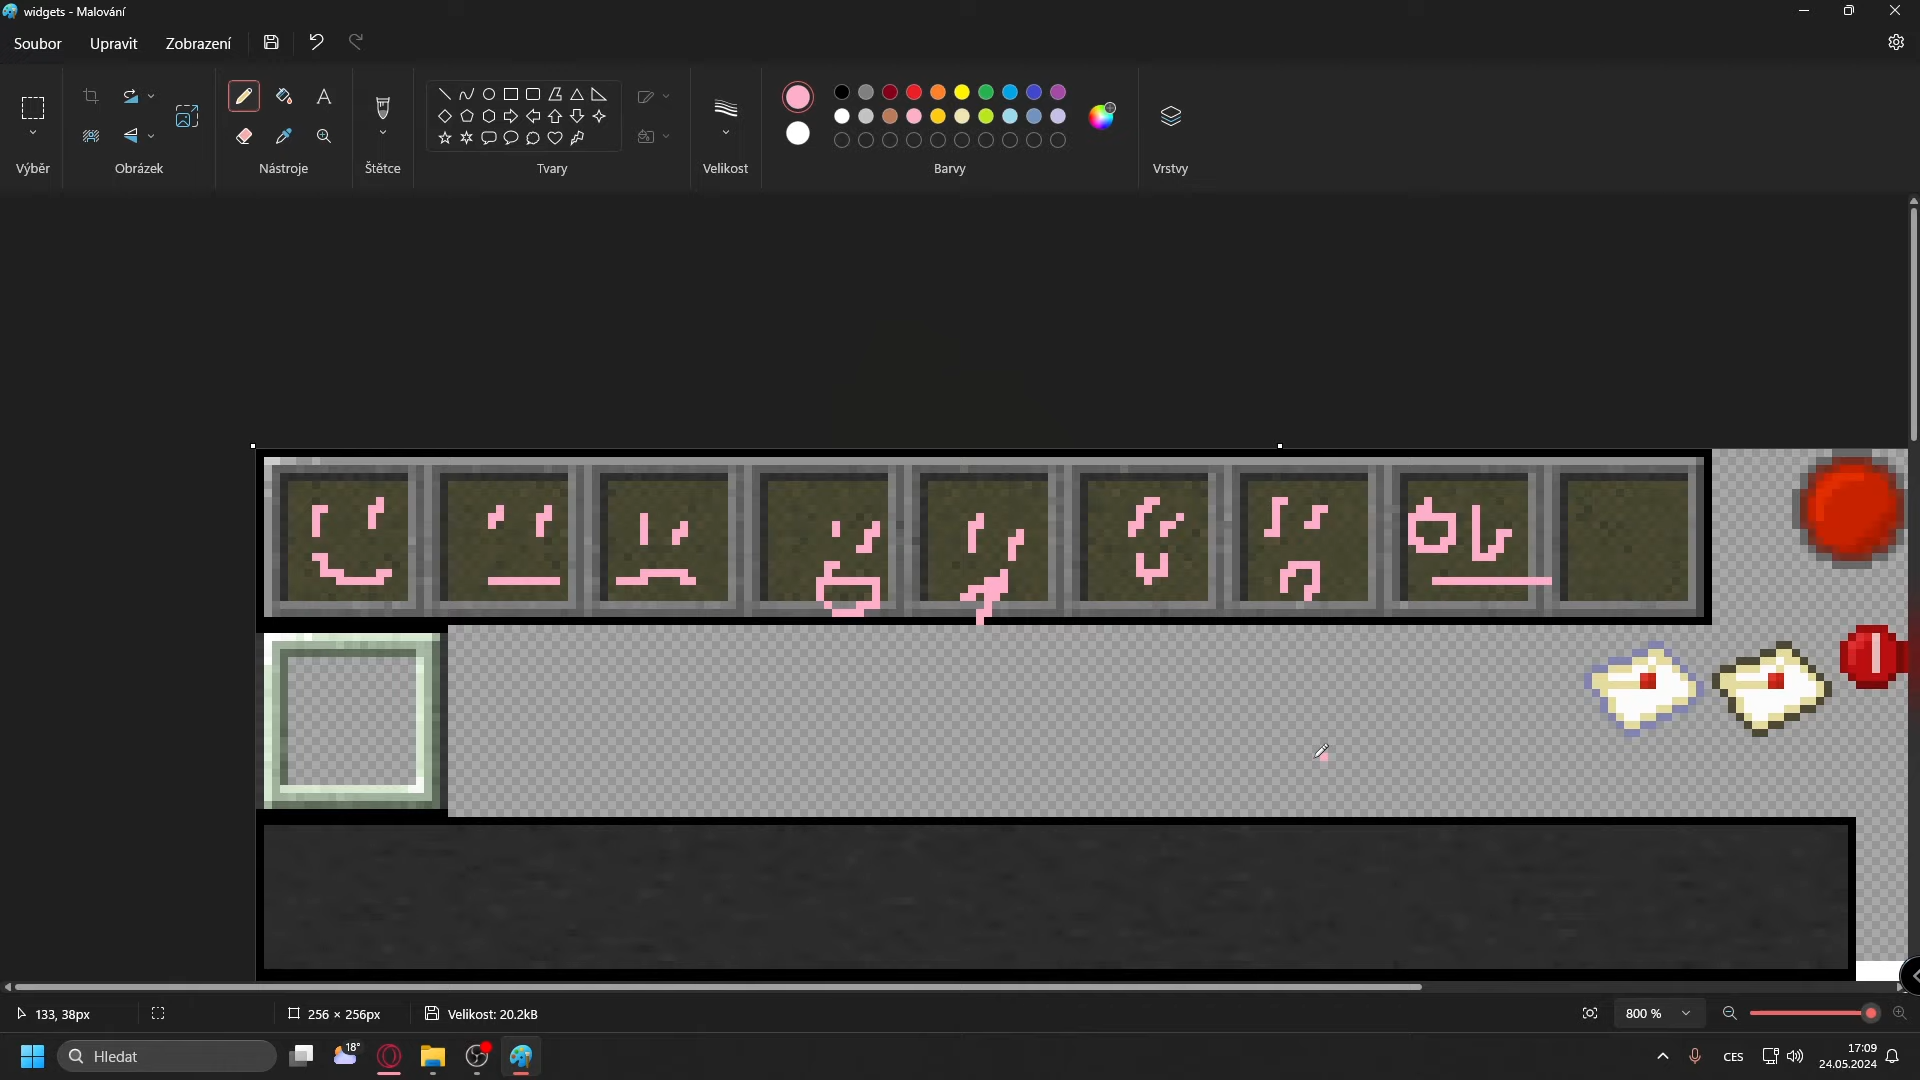 widgets - Malování
Soubor Upravit Zobrazení
Výběr Obrázek Nástroje Štětce Tvary Velikost Barvy Vrstvy
133, 38px 256 × 256px Velikost: 20.2kB 800 %
18°
Hledat CES 17:09
24.05.2024